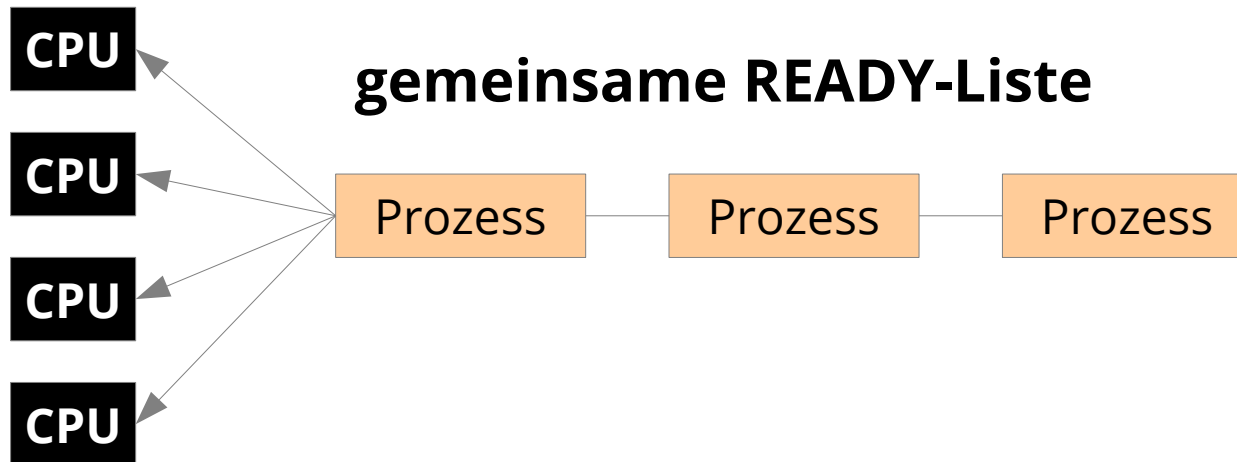 CPU
gemeinsame READY-Liste
CPU
Prozess Prozess Prozess
CPU
CPU